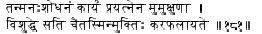 तन्मनःशोधनं कार्यं प्रयत्नेन मुमुक्षुणा ।
विशुद्धे सति चैतस्मिन्मुक्तिः करफलायते ॥१८१॥